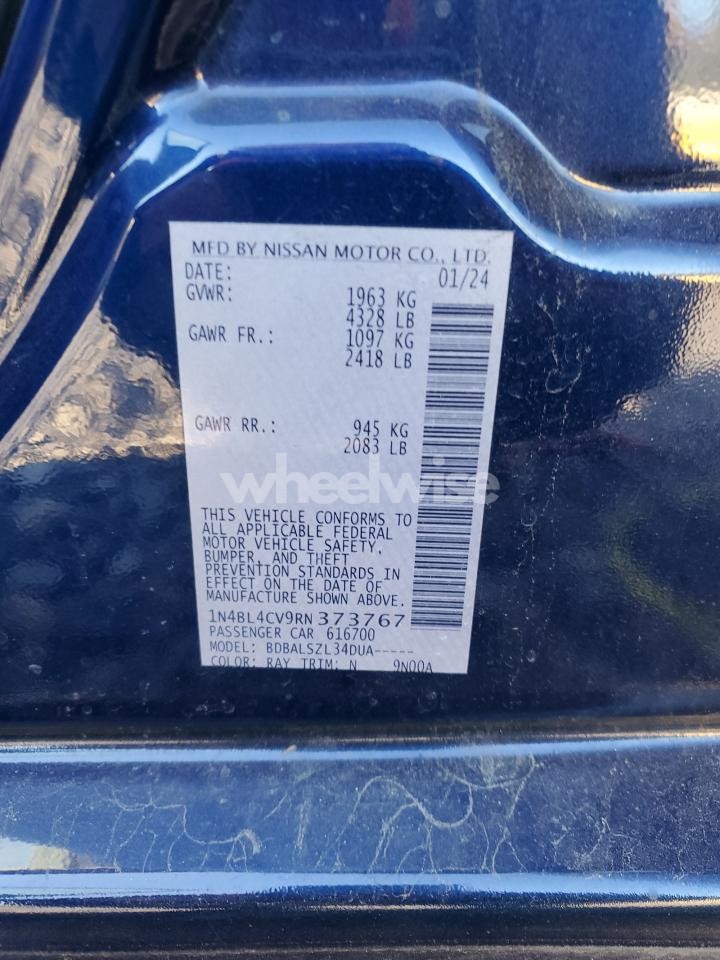 MFD BY NISSAN MOTOR CO., LTD.
DATE: 01/24
GVWR: 1963 KG
4328 LB
GAWR FR.: 1097 KG
2418 LB
GAWR RR.: 945 KG
2083 LB
wheelwise
THIS VEHICLE CONFORMS TO
ALL APPLICABLE FEDERAL
MOTOR VEHICLE SAFETY,
BUMPER, AND THEFT
PREVENTION STANDARDS IN
EFFECT ON THE DATE OF
MANUFACTURE SHOWN ABOVE.
1N4BL4CV9RN373767
PASSENGER CAR 616700
MODEL: BDBALSZL34DUA-----
COLOR: RAY TRIM: N 9N00A